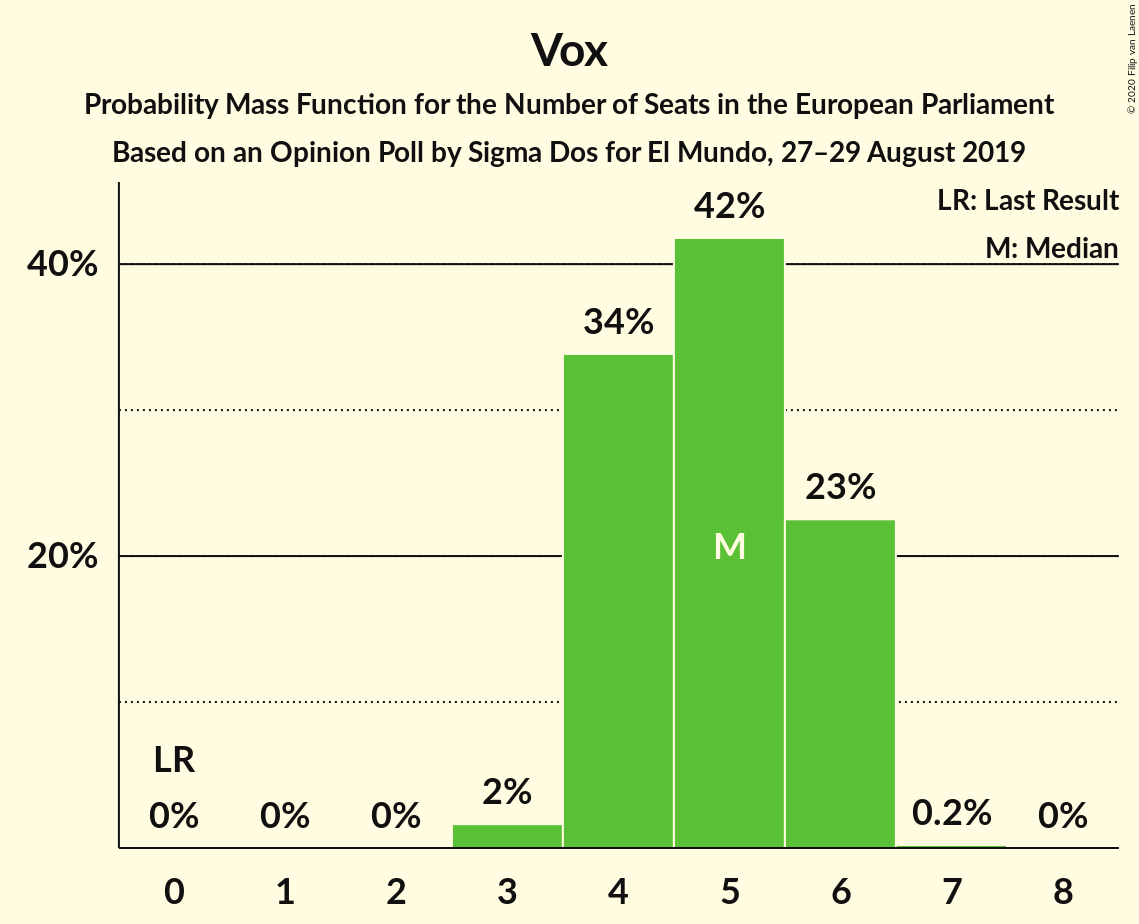 Vox
Probability Mass Function for the Number of Seats in the European Parliament
Based on an Opinion Poll by Sigma Dos for El Mundo, 27–29 August 2019
© 2020 Filip van Laenen
LR: Last Result
M: Median
42%
40%
34%
23%
M
20%
LR
2%
0%
0%
0%
0.2%
0%
0
1
2
3
4
5
6
7
8